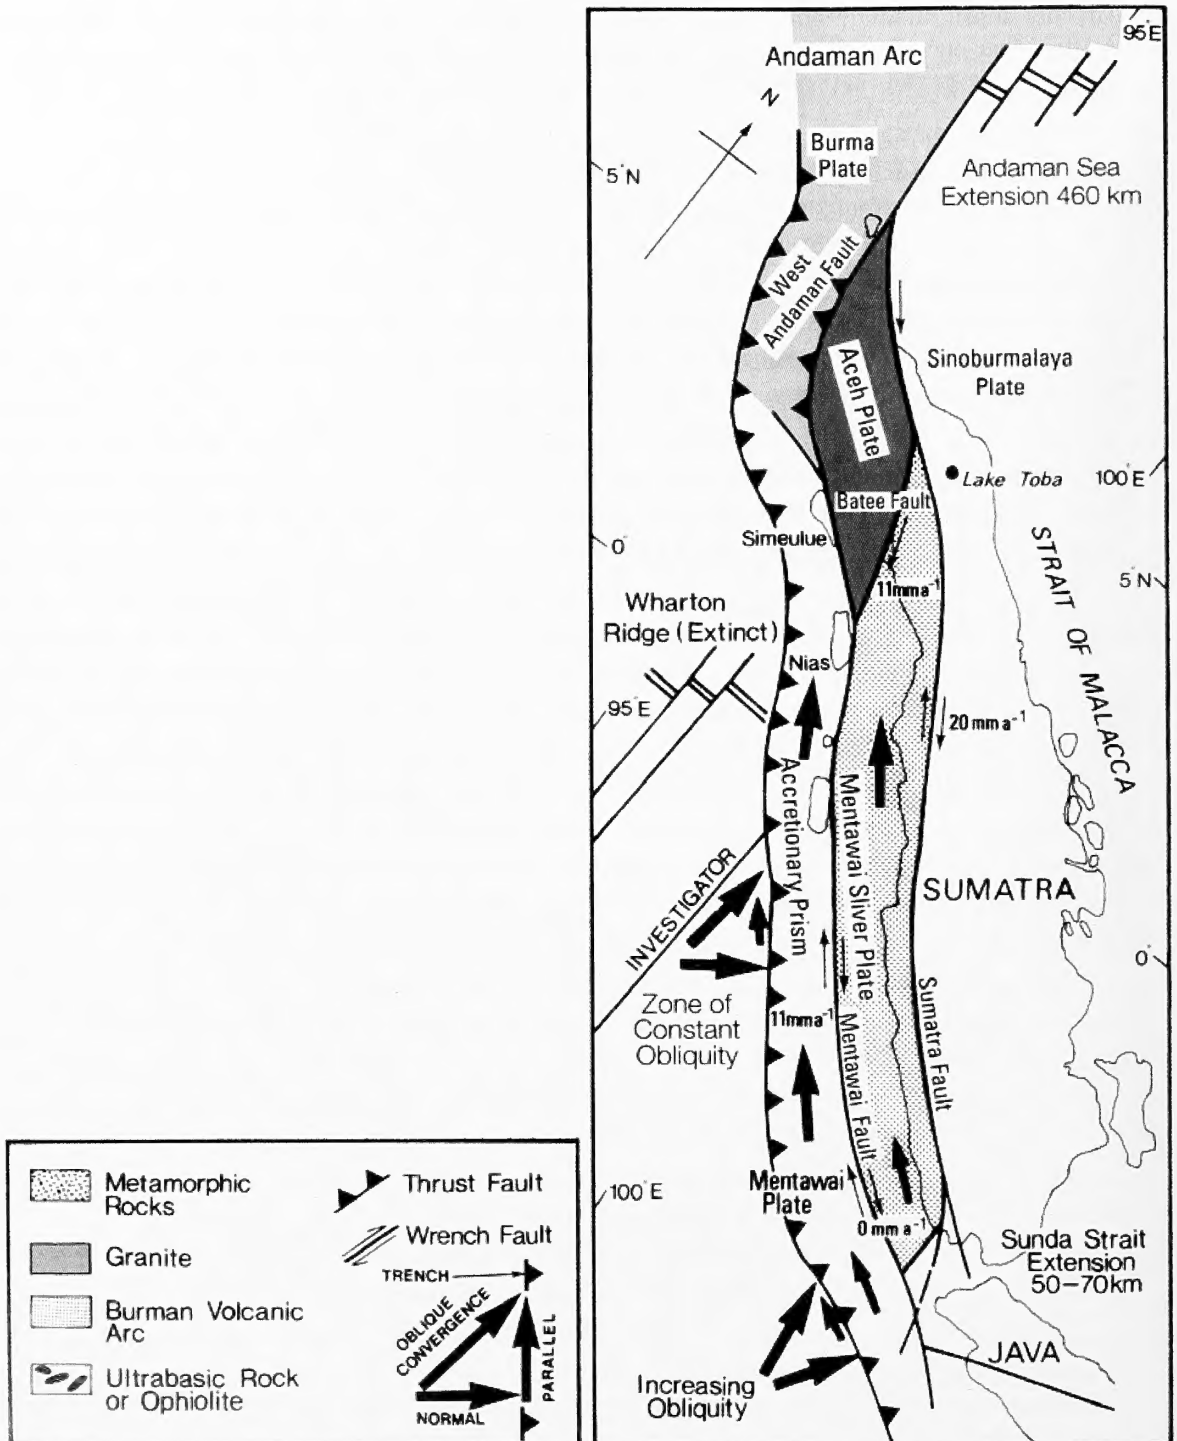 95°E
Andaman Arc
N
Burma
Plate
5°N
Andaman Sea
Extension 460 km
West
Andaman Fault
Aceh Plate
Sinoburmalaya
Plate
Lake Toba
100°E
Batee Fault
Simeulue
0°
STRAIT OF MALACCA
5°N
11mma⁻¹
Wharton
Ridge (Extinct)
Nias
95°E
20mma⁻¹
Accretionary Prism
Mentawai Sliver Plate
SUMATRA
INVESTIGATOR
0°
Zone of
Constant
Obliquity
11mma⁻¹
Mentawai Fault
Sumatra Fault
Mentawai
Plate
100°E
0mma⁻¹
Sunda Strait
Extension
50–70km
JAVA
Increasing
Obliquity
Metamorphic
Rocks
Granite
Burman Volcanic
Arc
Ultrabasic Rock
or Ophiolite
Thrust Fault
Wrench Fault
TRENCH
OBLIQUE
CONVERGENCE
PARALLEL
NORMAL